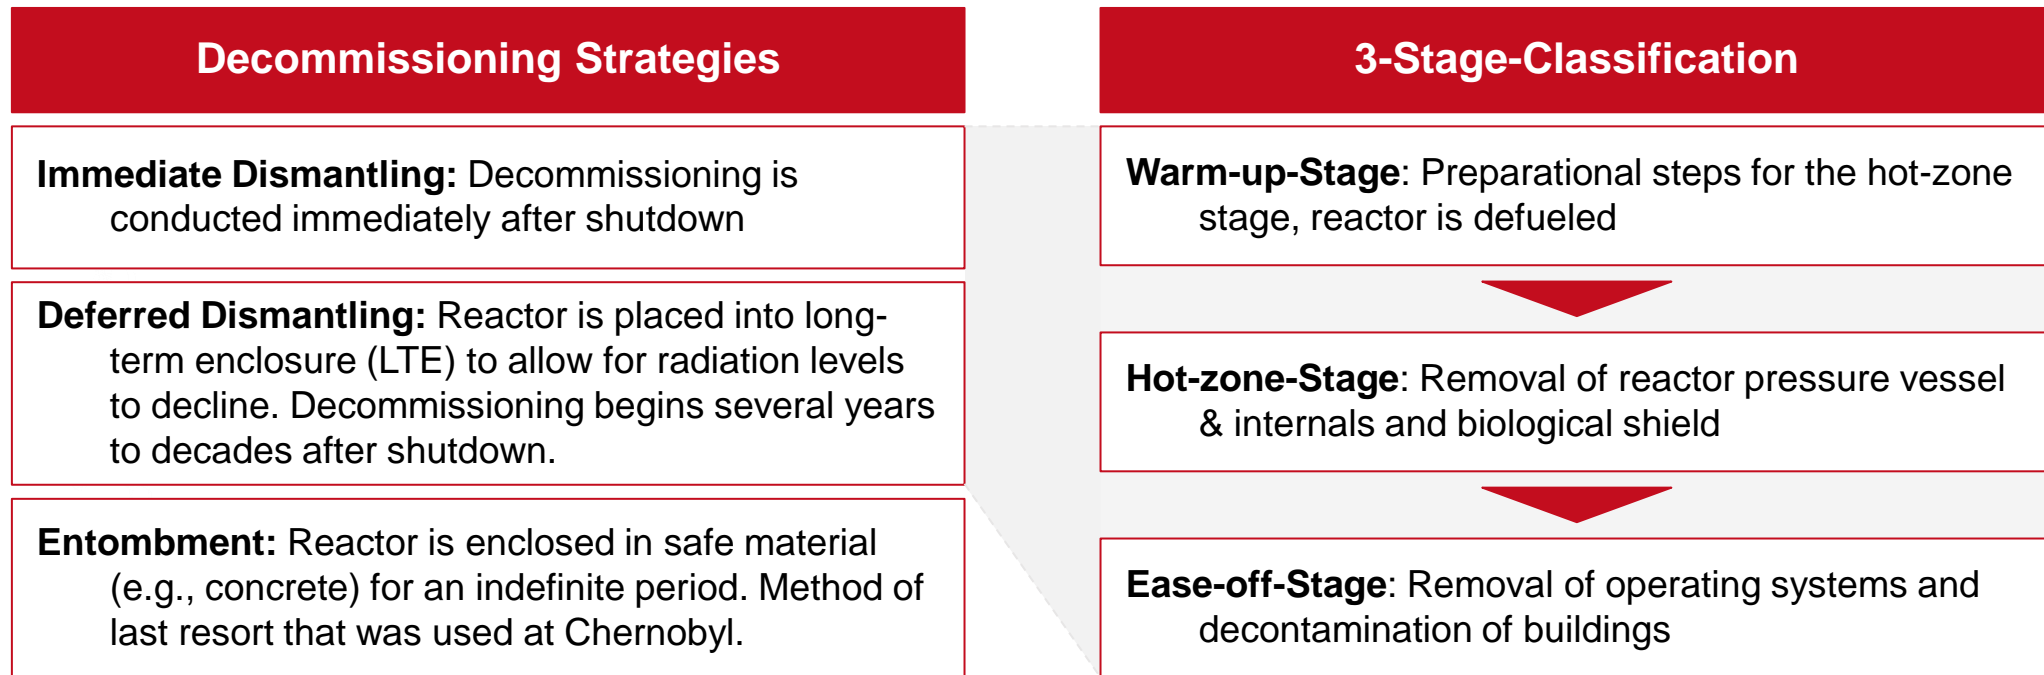 Decommissioning Strategies
Immediate Dismantling: Decommissioning is
conducted immediately after shutdown
Deferred Dismantling: Reactor is placed into long-
term enclosure (LTE) to allow for radiation levels
to decline. Decommissioning begins several years
to decades after shutdown.
Entombment: Reactor is enclosed in safe material
(e.g., concrete) for an indefinite period. Method of
last resort that was used at Chernobyl.
3-Stage-Classification
Warm-up-Stage: Preparational steps for the hot-zone
stage, reactor is defueled
Hot-zone-Stage: Removal of reactor pressure vessel
& internals and biological shield
Ease-off-Stage: Removal of operating systems and
decontamination of buildings